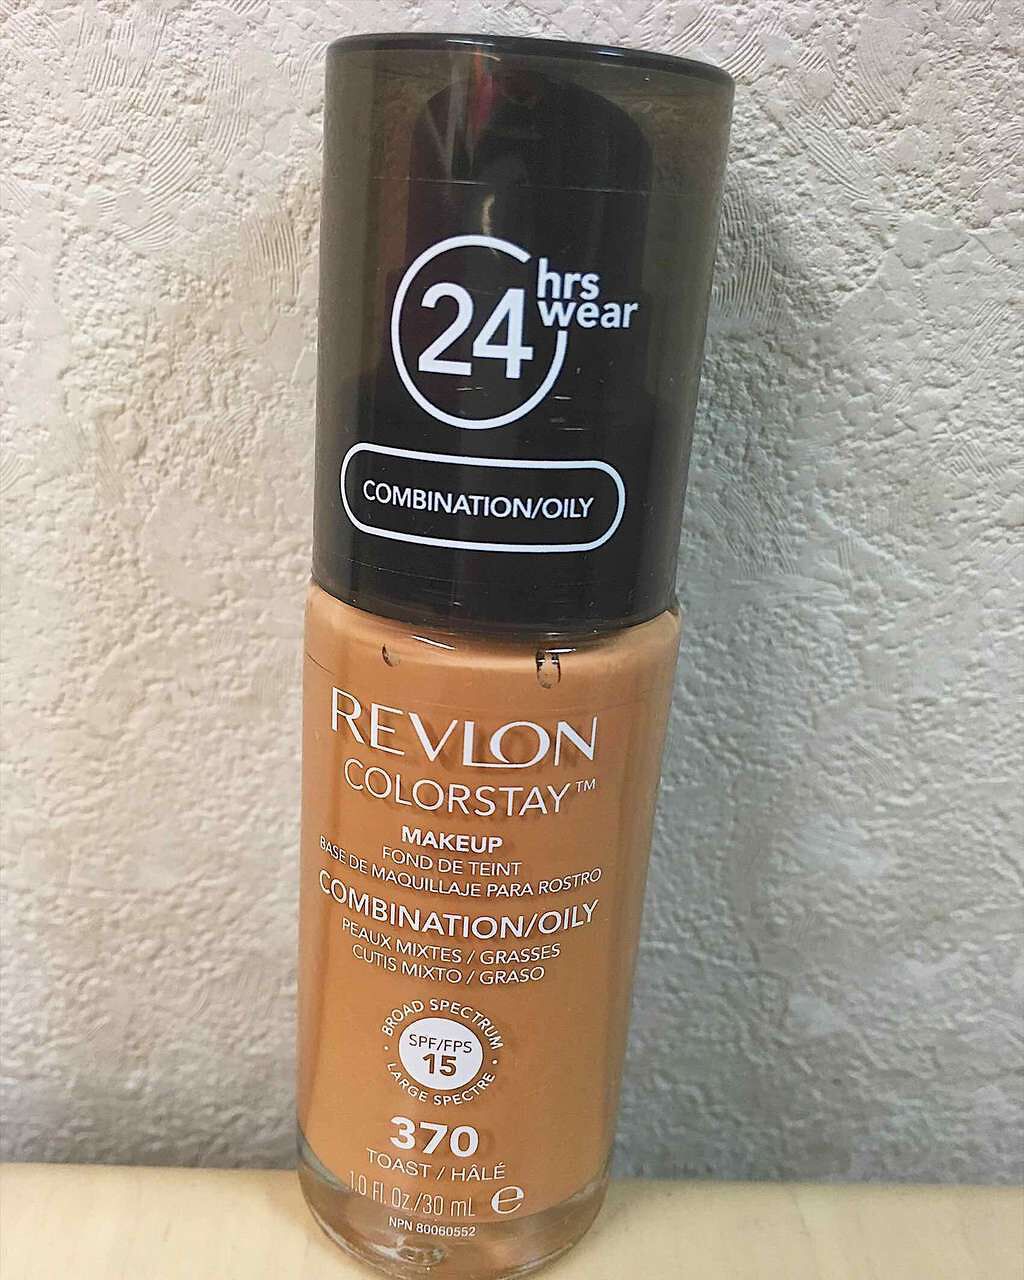 24 hrs
wear
COMBINATION/OILY
REVLON
COLORSTAY™
MAKEUP
FOND DE TEINT
BASE DE MAQUILLAJE PARA ROSTRO
COMBINATION/OILY
PEAUX MIXTES / GRASSES
CUTIS MIXTO / GRASO
BROAD SPECTRUM
SPF/FPS
15
LARGE SPECTRE
370
TOAST / HÂLÉ
1.0 Fl. Oz./30 mL e
NPN 80060552